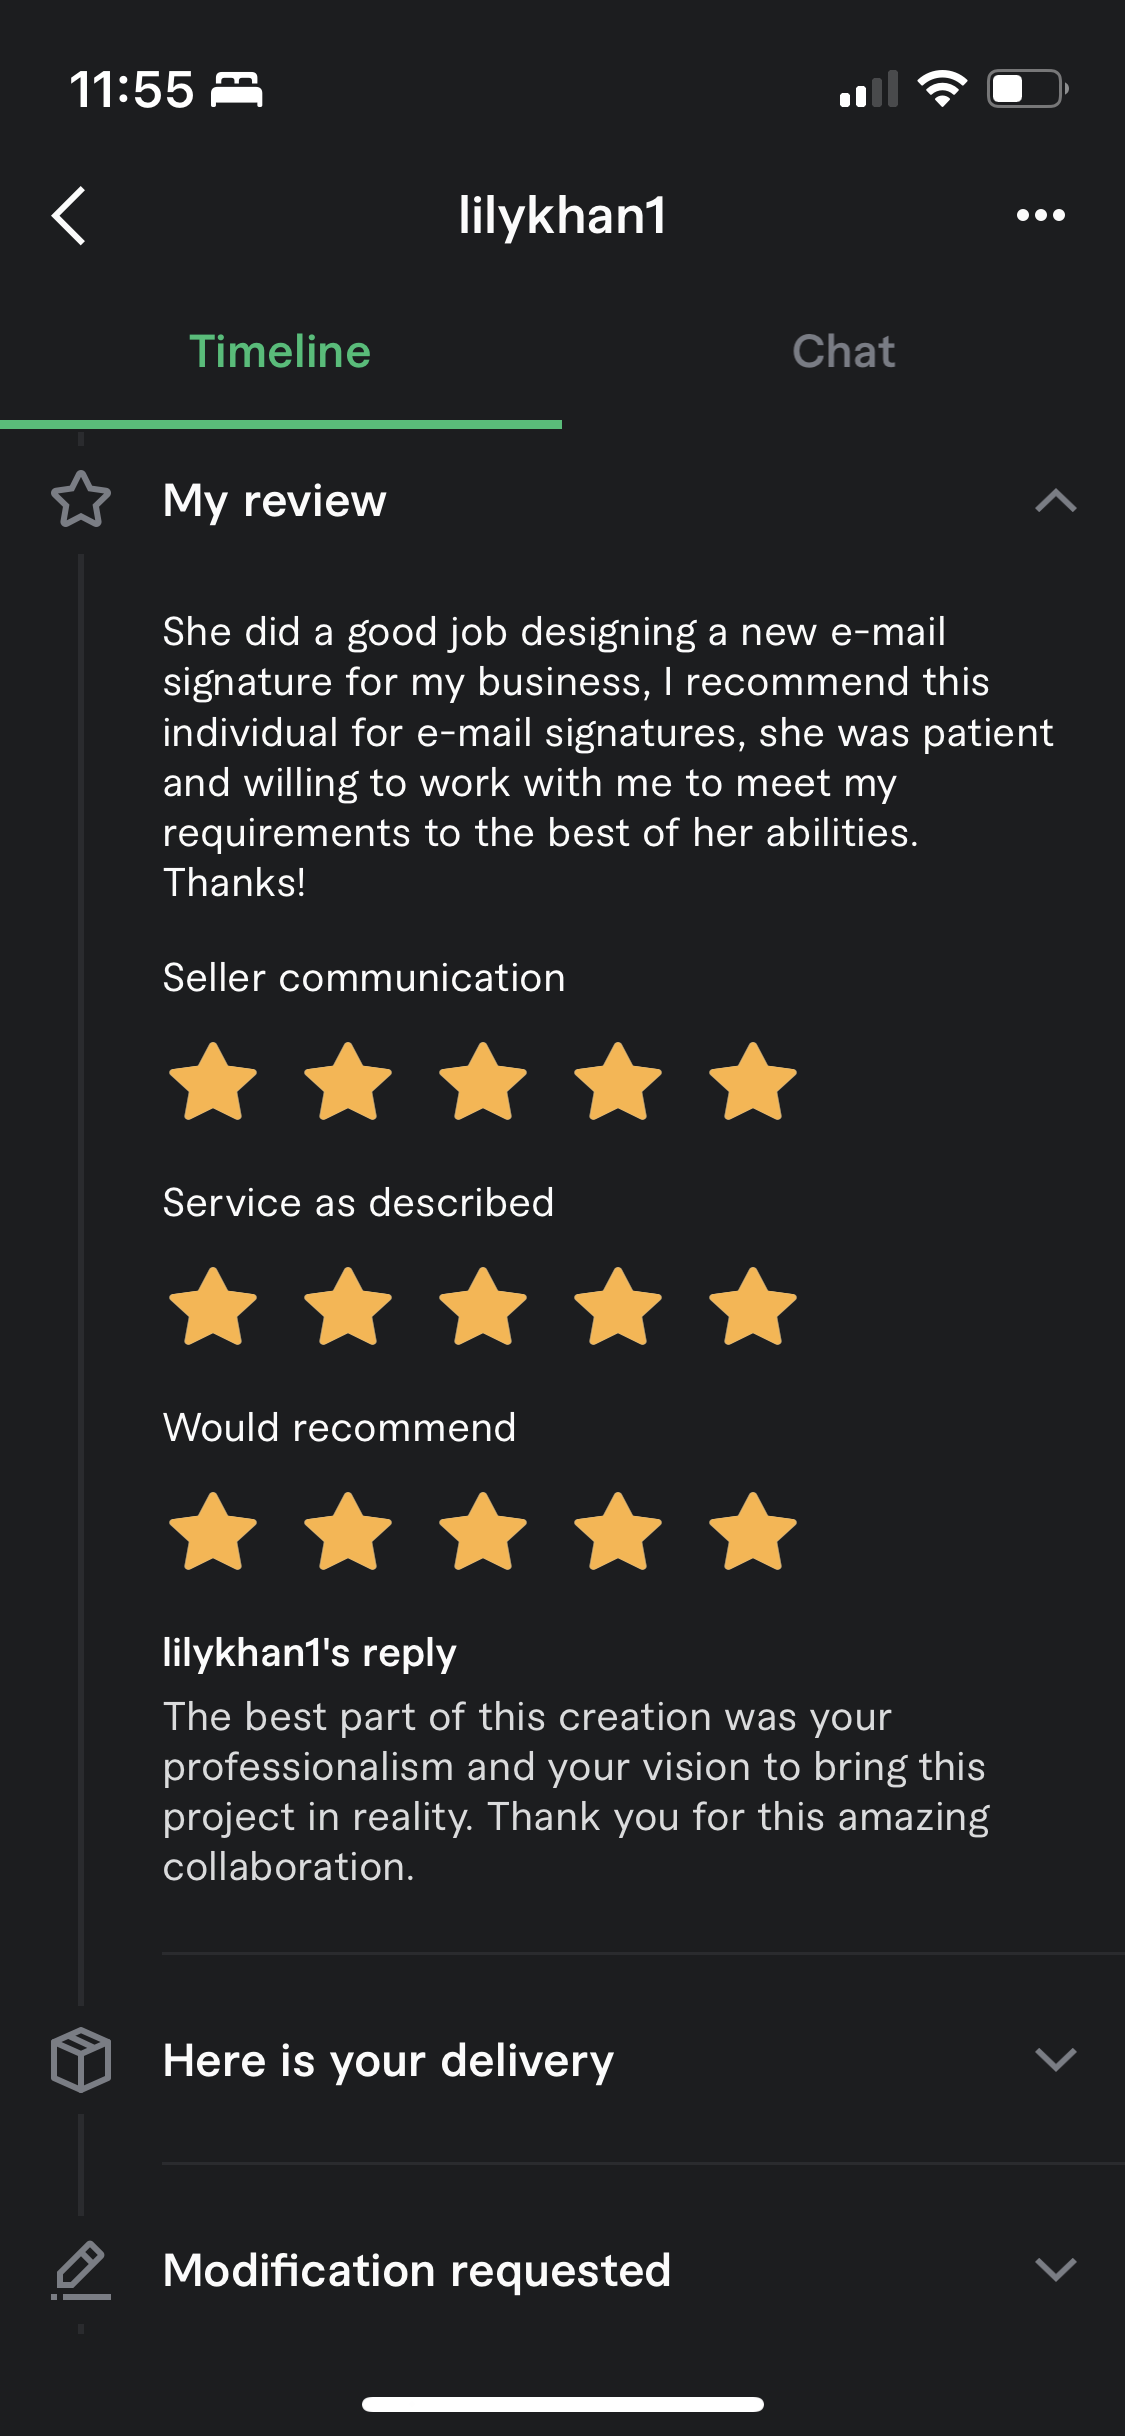 11:55
lilykhan1
Timeline
Chat
My review
She did a good job designing a new e-mail
signature for my business, I recommend this
individual for e-mail signatures, she was patient
and willing to work with me to meet my
requirements to the best of her abilities.
Thanks!
Seller communication
Service as described
Would recommend
lilykhan1's reply
The best part of this creation was your
professionalism and your vision to bring this
project in reality. Thank you for this amazing
collaboration.
Here is your delivery
Modification requested